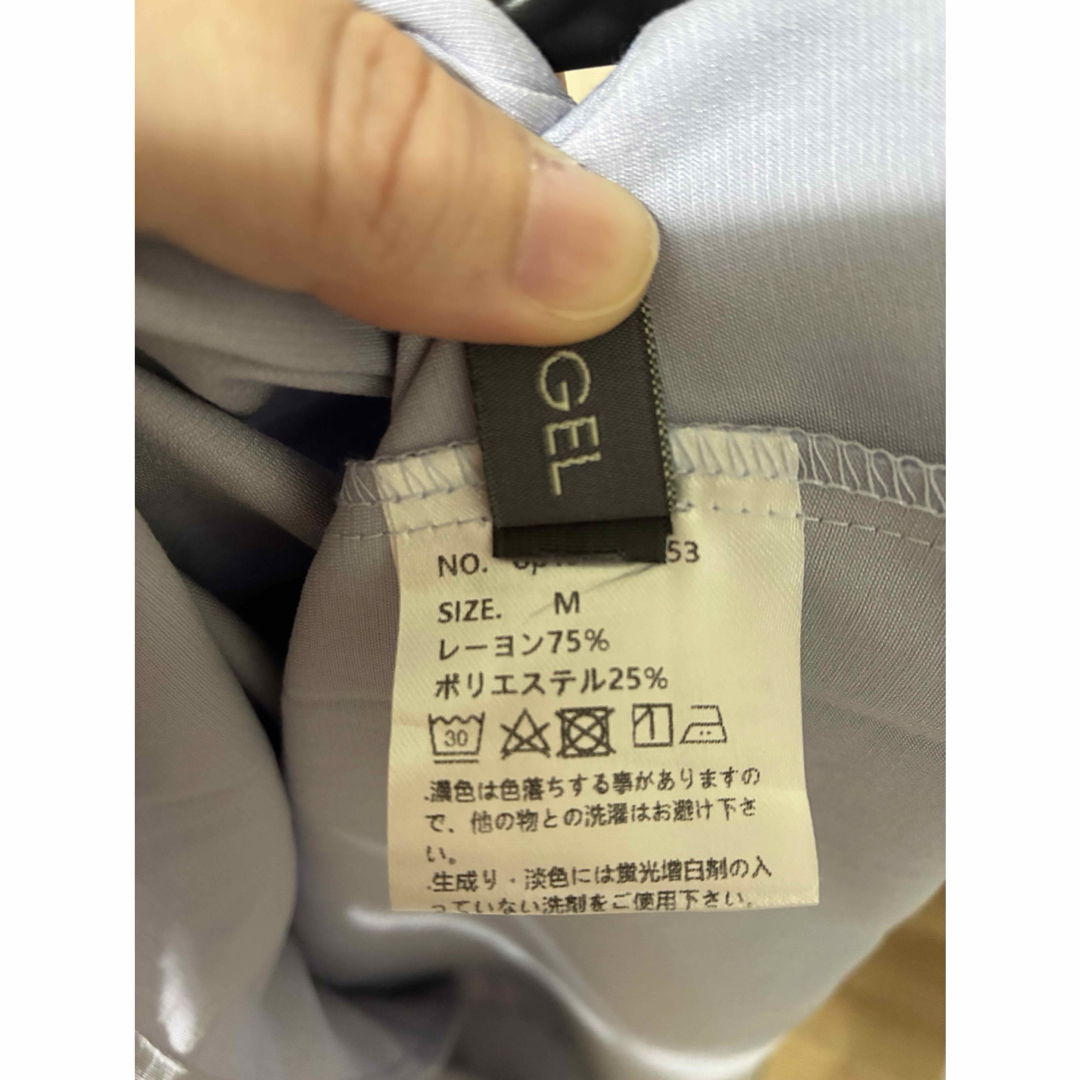 GEL
NO. 53
SIZE. M
レーヨン75%
ポリエステル25%
30
.濃色は色落ちする事がありますの
で、他の物との洗濯はお避け下さ
い。
.生成り・淡色には蛍光増白剤の入
っていない洗剤をご使用下さい。